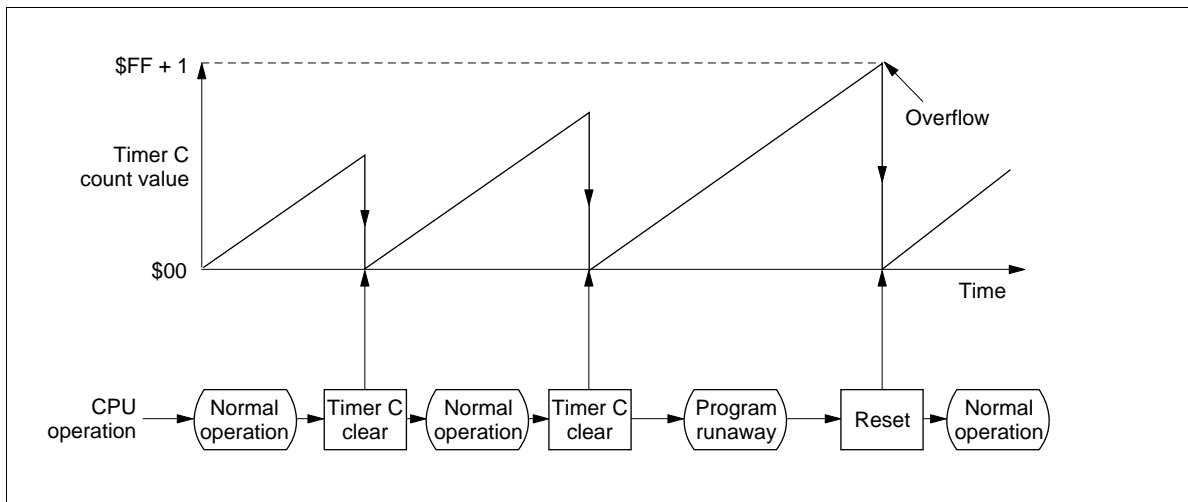 $FF + 1
Overflow
Timer C
count value
$00
Time
CPU
operation
Normal
operation
Timer C
clear
Normal
operation
Timer C
clear
Program
runaway
Reset
Normal
operation